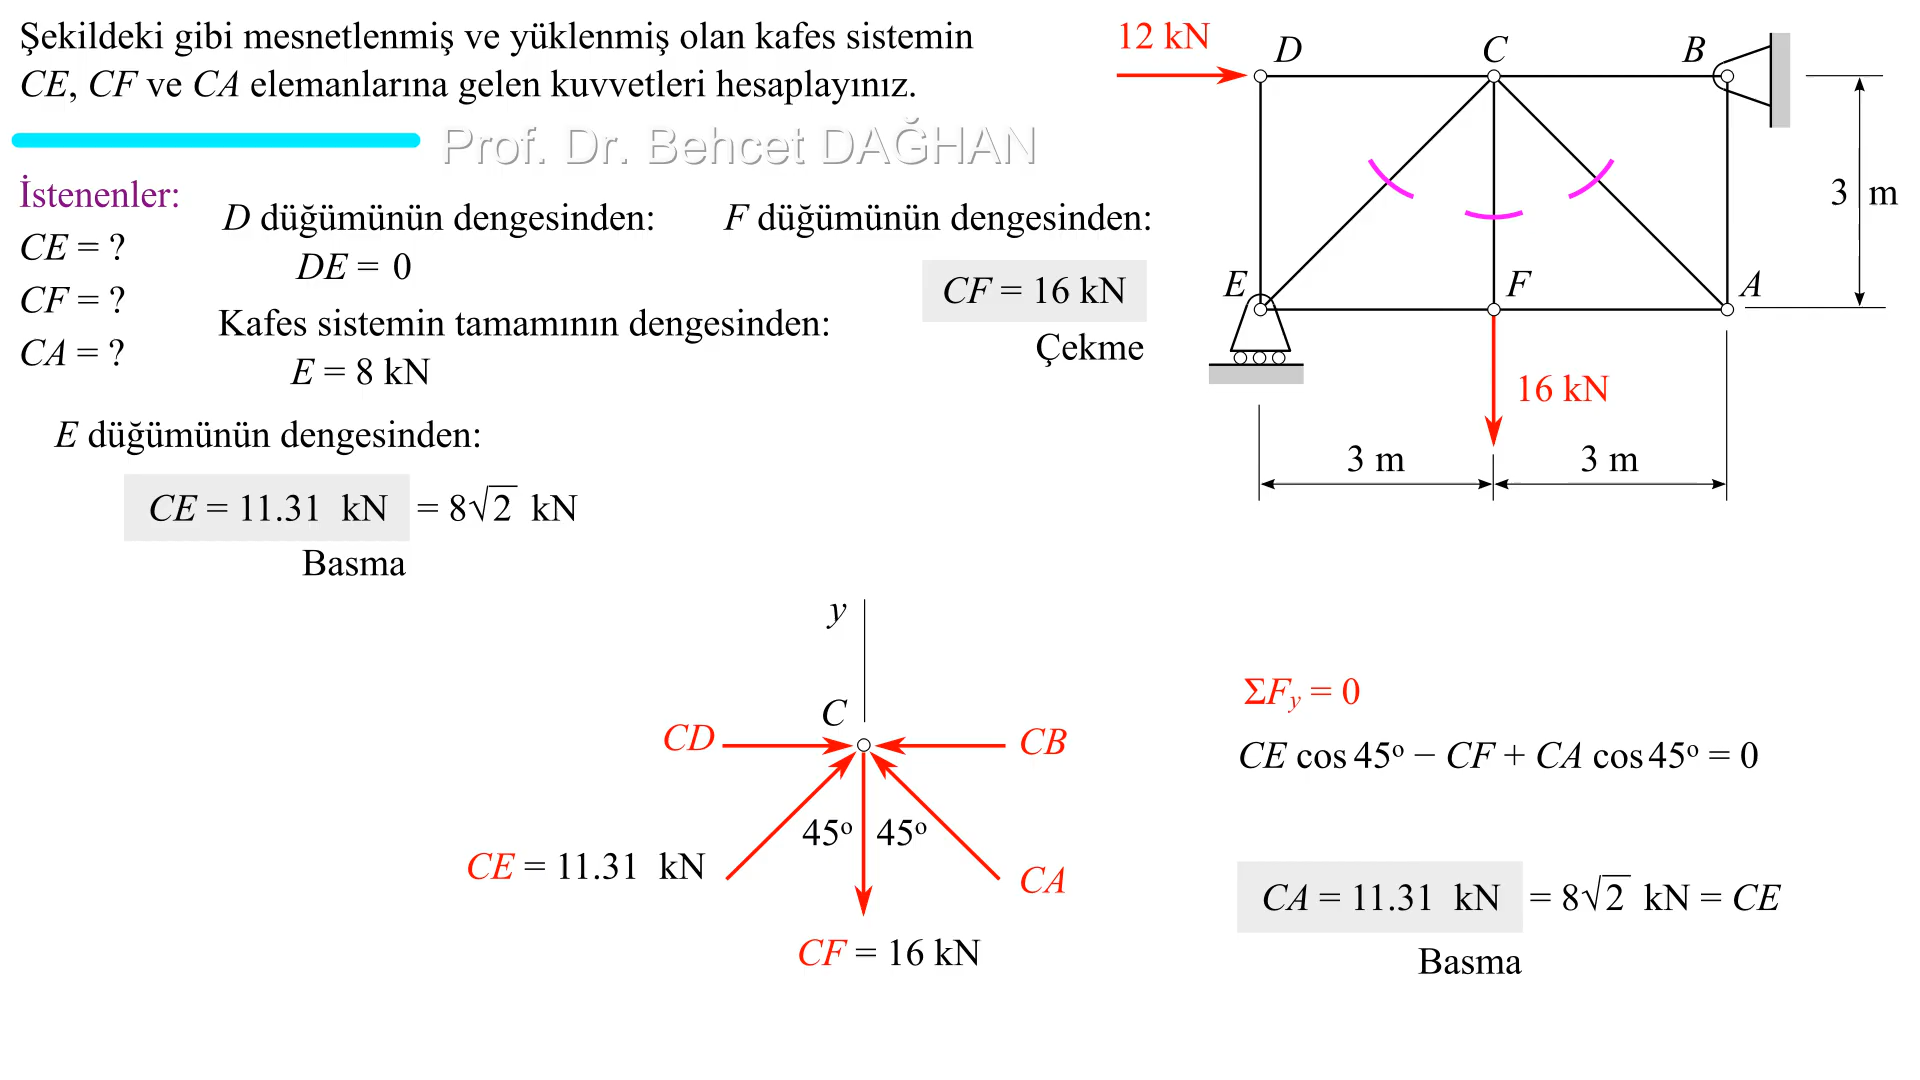 Şekildeki gibi mesnetlenmiş ve yüklenmiş olan kafes sistemin
CE, CF ve CA elemanlarına gelen kuvvetleri hesaplayınız.
Prof. Dr. Behcet DAĞHAN
İstenenler:
CE = ?
CF = ?
CA = ?
D düğümünün dengesinden:
DE = 0
Kafes sistemin tamamının dengesinden:
E = 8 kN
F düğümünün dengesinden:
CF = 16 kN
Çekme
E düğümünün dengesinden:
CE = 11.31 kN = 8√2 kN
Basma
12 kN
D
C
B
3 m
E
F
A
16 kN
3 m
3 m
y
C
CD
CB
45º
45º
CE = 11.31 kN
CA
CF = 16 kN
ΣFy = 0
CE cos 45º − CF + CA cos 45º = 0
CA = 11.31 kN = 8√2 kN = CE
Basma